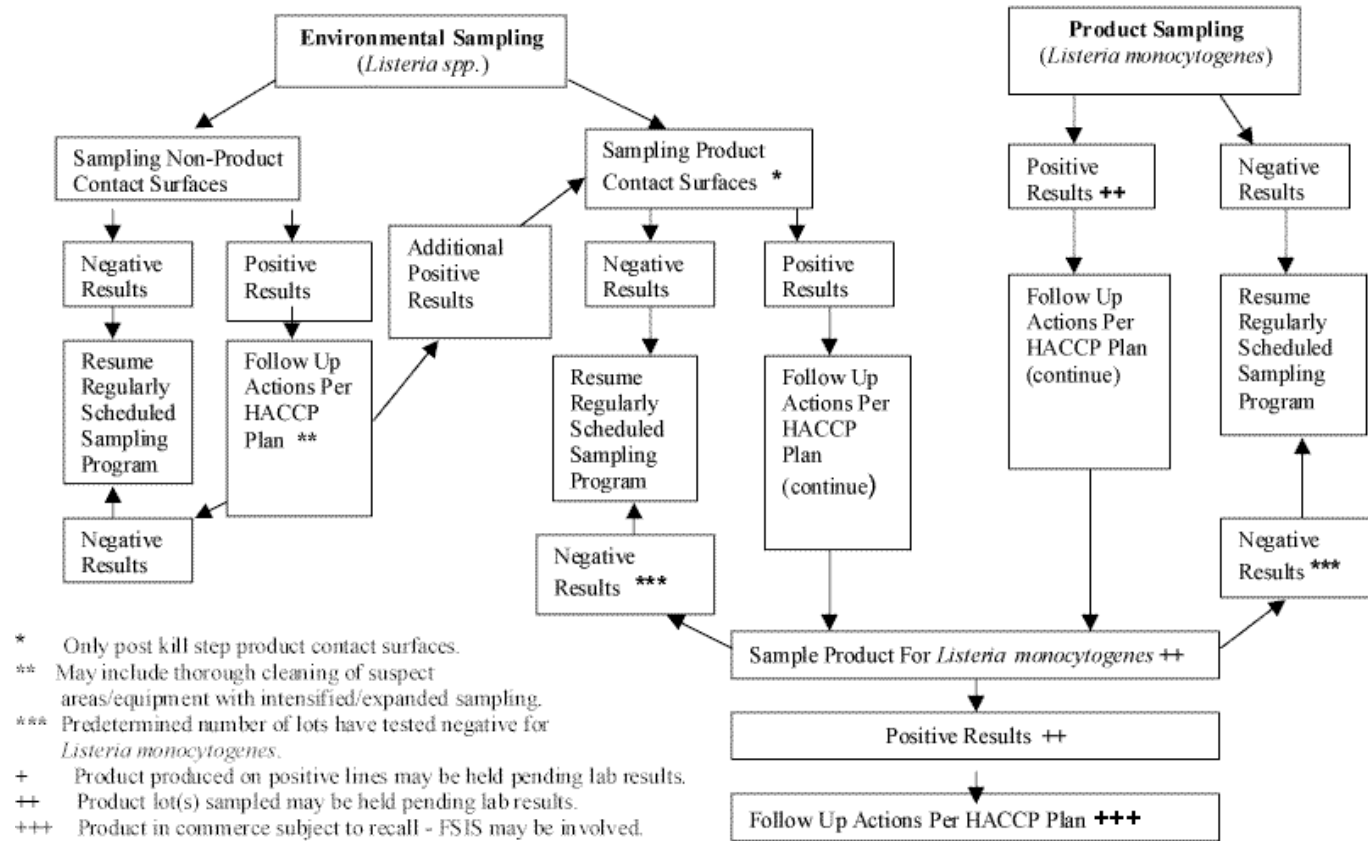 Environmental Sampling
(Listeria spp.)
Product Sampling
(Listeria monocytogenes)
Sampling Non-Product
Contact Surfaces
Sampling Product
Contact Surfaces *
Positive
Results ++
Negative
Results
Negative
Results
Positive
Results
Additional
Positive
Results
Negative
Results
Positive
Results
Follow Up
Actions Per
HACCP Plan
(continue)
Resume
Regularly
Scheduled
Sampling
Program
Resume
Regularly
Scheduled
Sampling
Program
Follow Up
Actions Per
HACCP
Plan **
Resume
Regularly
Scheduled
Sampling
Program
Follow Up
Actions Per
HACCP
Plan
(continue)
Negative
Results
Negative
Results ***
Negative
Results ***
Sample Product For Listeria monocytogenes ++
Positive Results ++
Follow Up Actions Per HACCP Plan +++
* Only post kill step product contact surfaces.
** May include thorough cleaning of suspect
areas/equipment with intensified/expanded sampling.
*** Predetermined number of lots have tested negative for
Listeria monocytogenes.
+ Product produced on positive lines may be held pending lab results.
++ Product lot(s) sampled may be held pending lab results.
+++ Product in commerce subject to recall - FSIS may be involved.